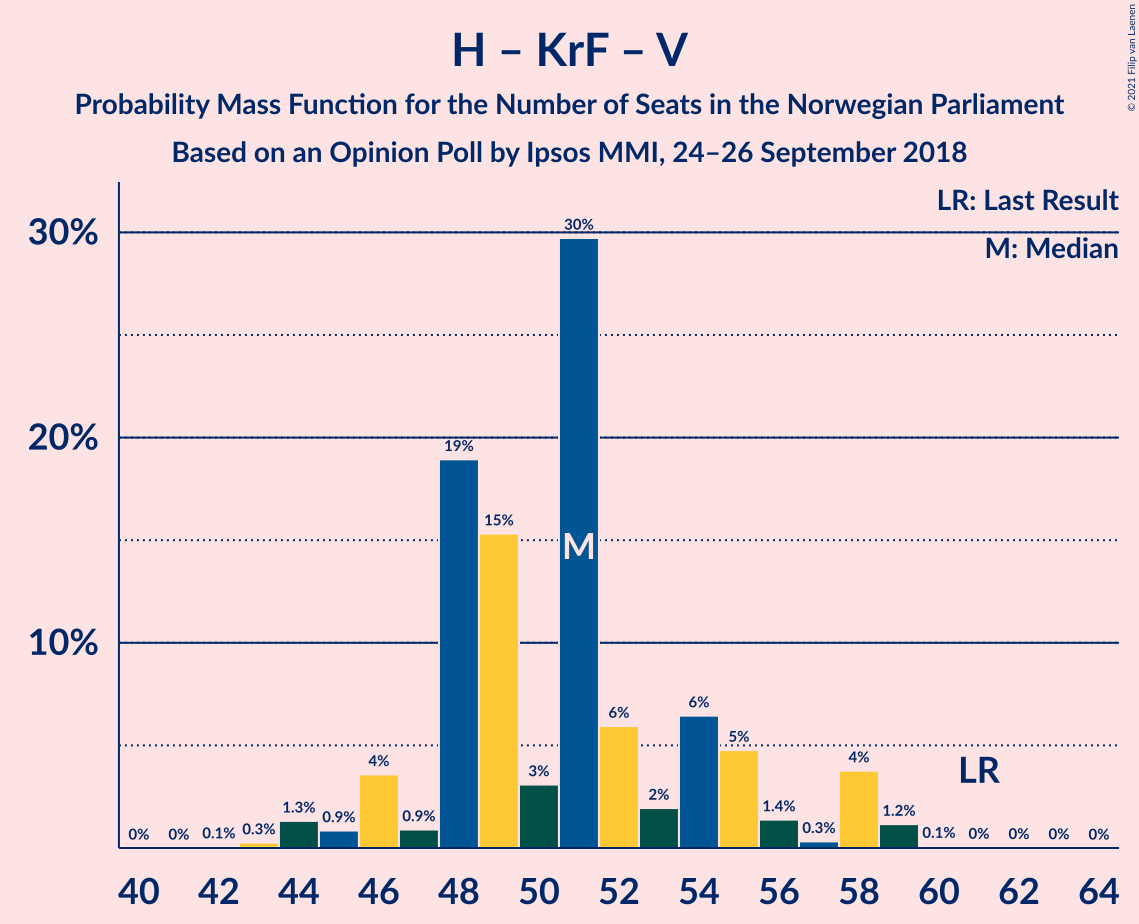 H – KrF – V
Probability Mass Function for the Number of Seats in the Norwegian Parliament
Based on an Opinion Poll by Ipsos MMI, 24–26 September 2018
© 2021 Filip van Laenen
LR: Last Result
M: Median
30%
20%
10%
0% 0% 0.1% 0.3% 1.3% 0.9% 4% 0.9% 19% 15% 3% 30% 6% 2% 6% 5% 1.4% 0.3% 4% 1.2% 0.1% 0% 0% 0% 0%
M
LR
40 42 44 46 48 50 52 54 56 58 60 62 64